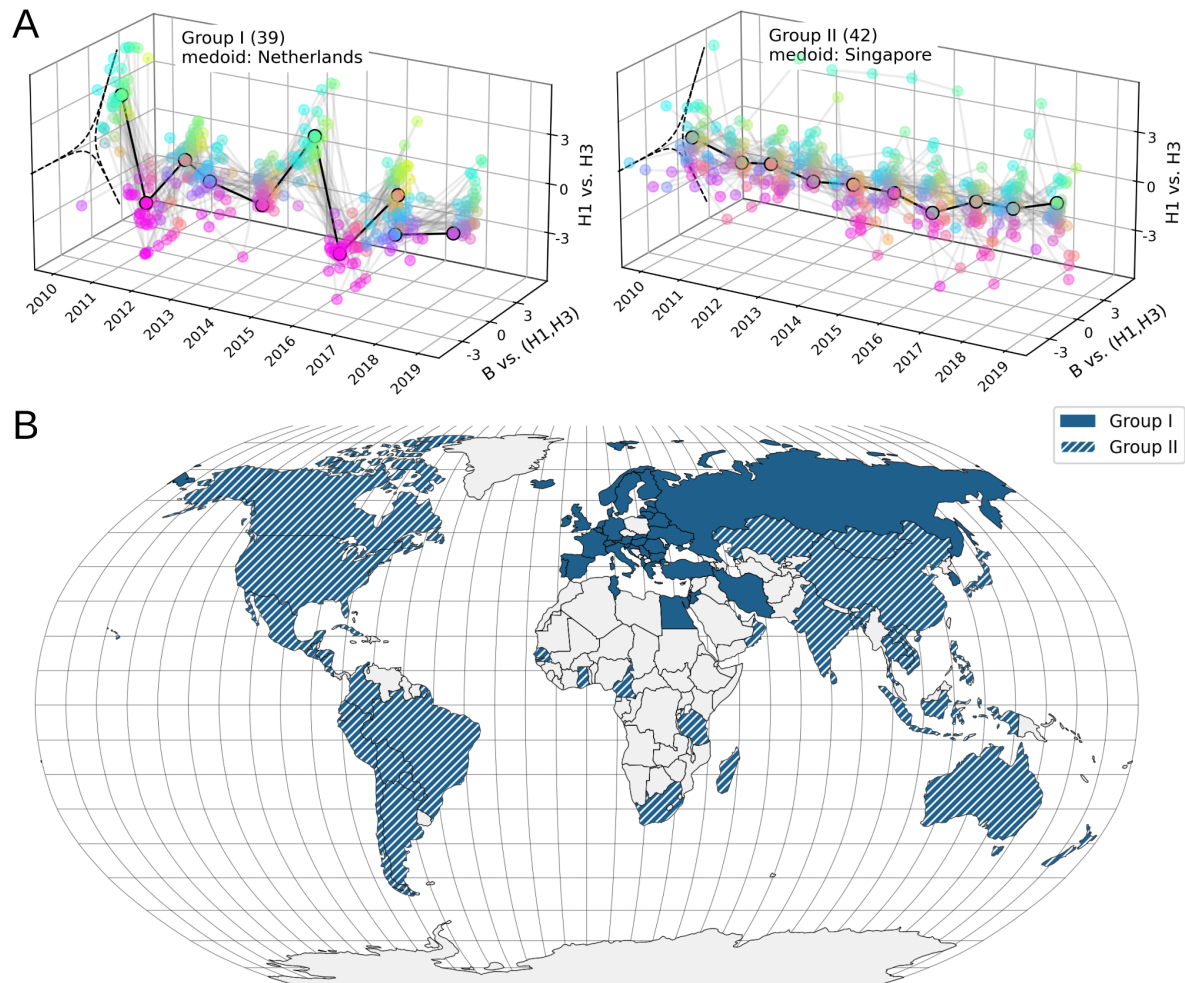 A
Group I (39)
medoid: Netherlands
2010
2011
2012
2013
2014
2015
2016
2017
2018
2019
-3
0
3
B vs. (H1,H3)
3
0
-3
H1 vs. H3
Group II (42)
medoid: Singapore
2010
2011
2012
2013
2014
2015
2016
2017
2018
2019
-3
0
3
B vs. (H1,H3)
3
0
-3
H1 vs. H3
B
Group I
Group II